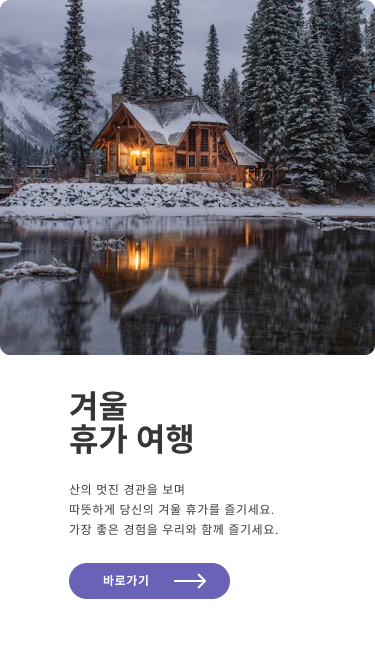 겨울
휴가 여행
산의 멋진 경관을 보며
따뜻하게 당신의 겨울 휴가를 즐기세요.
가장 좋은 경험을 우리와 함께 즐기세요.
바로가기